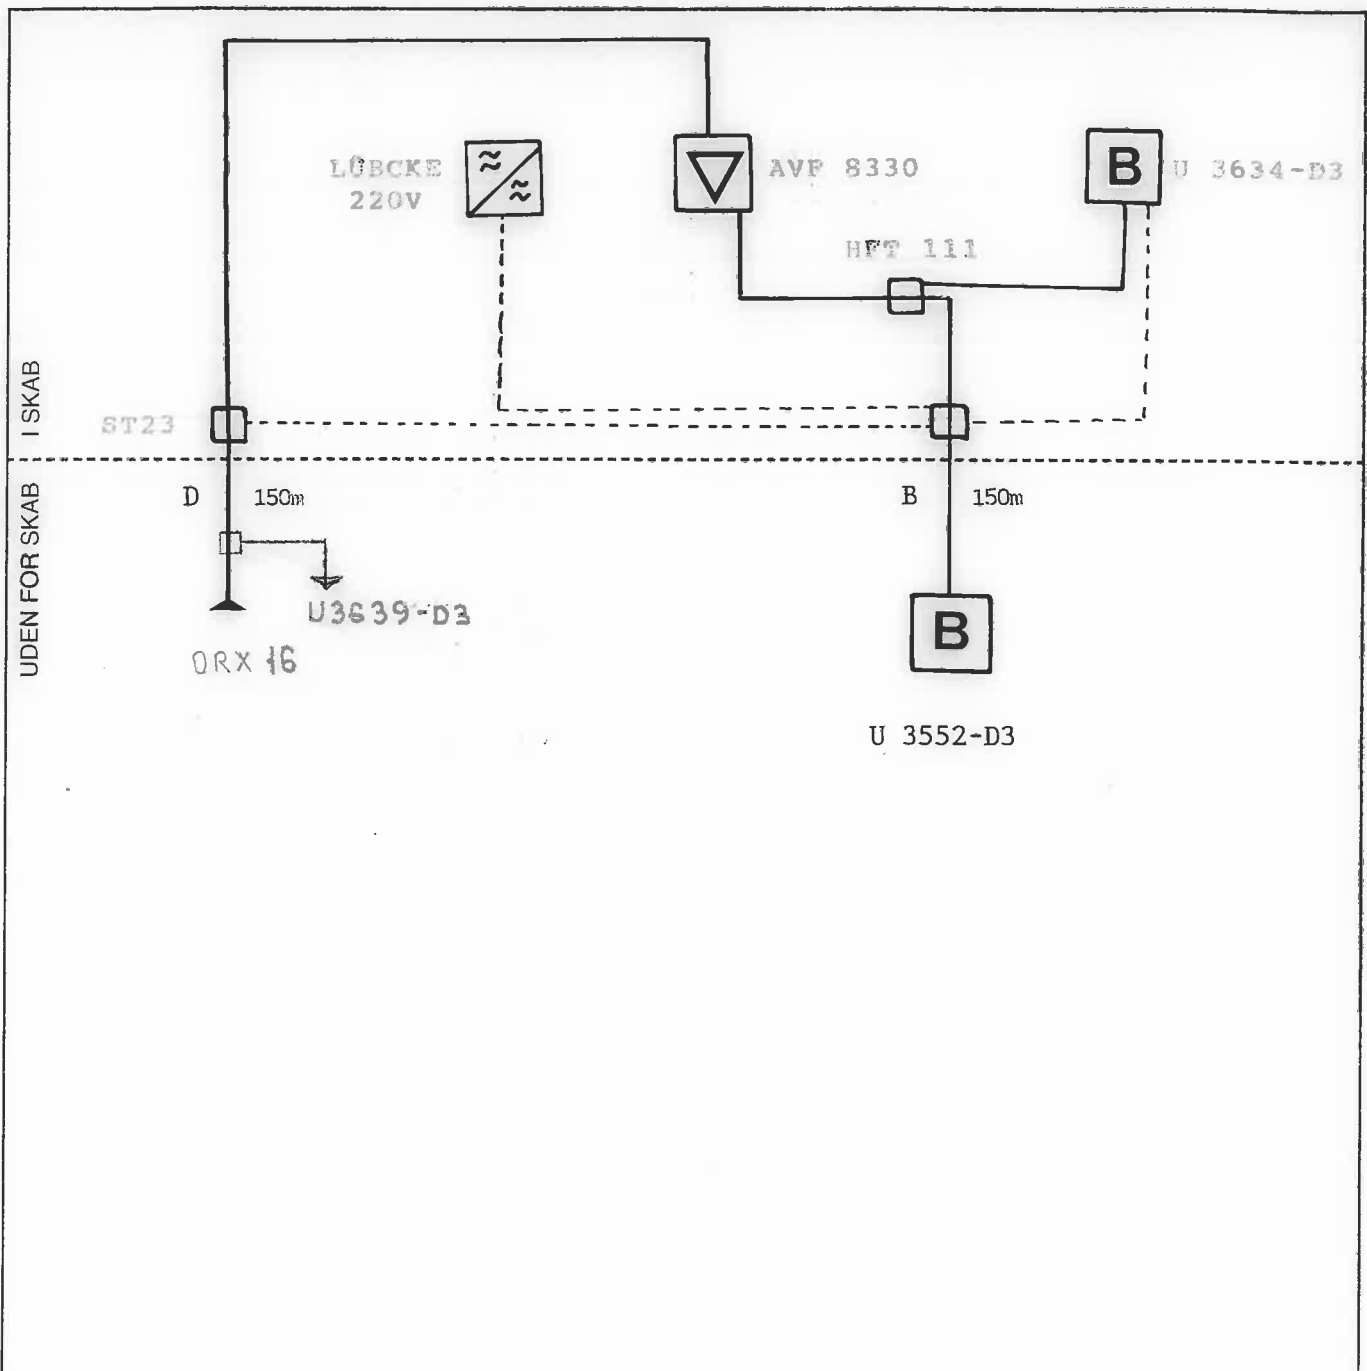 LÜBCKE
220V
AVF 8330
B
U 3634-D3
HFT 111
I SKAB
ST23
UDEN FOR SKAB
D 150m
B 150m
U3639-D3
ORX 16
B
U 3552-D3